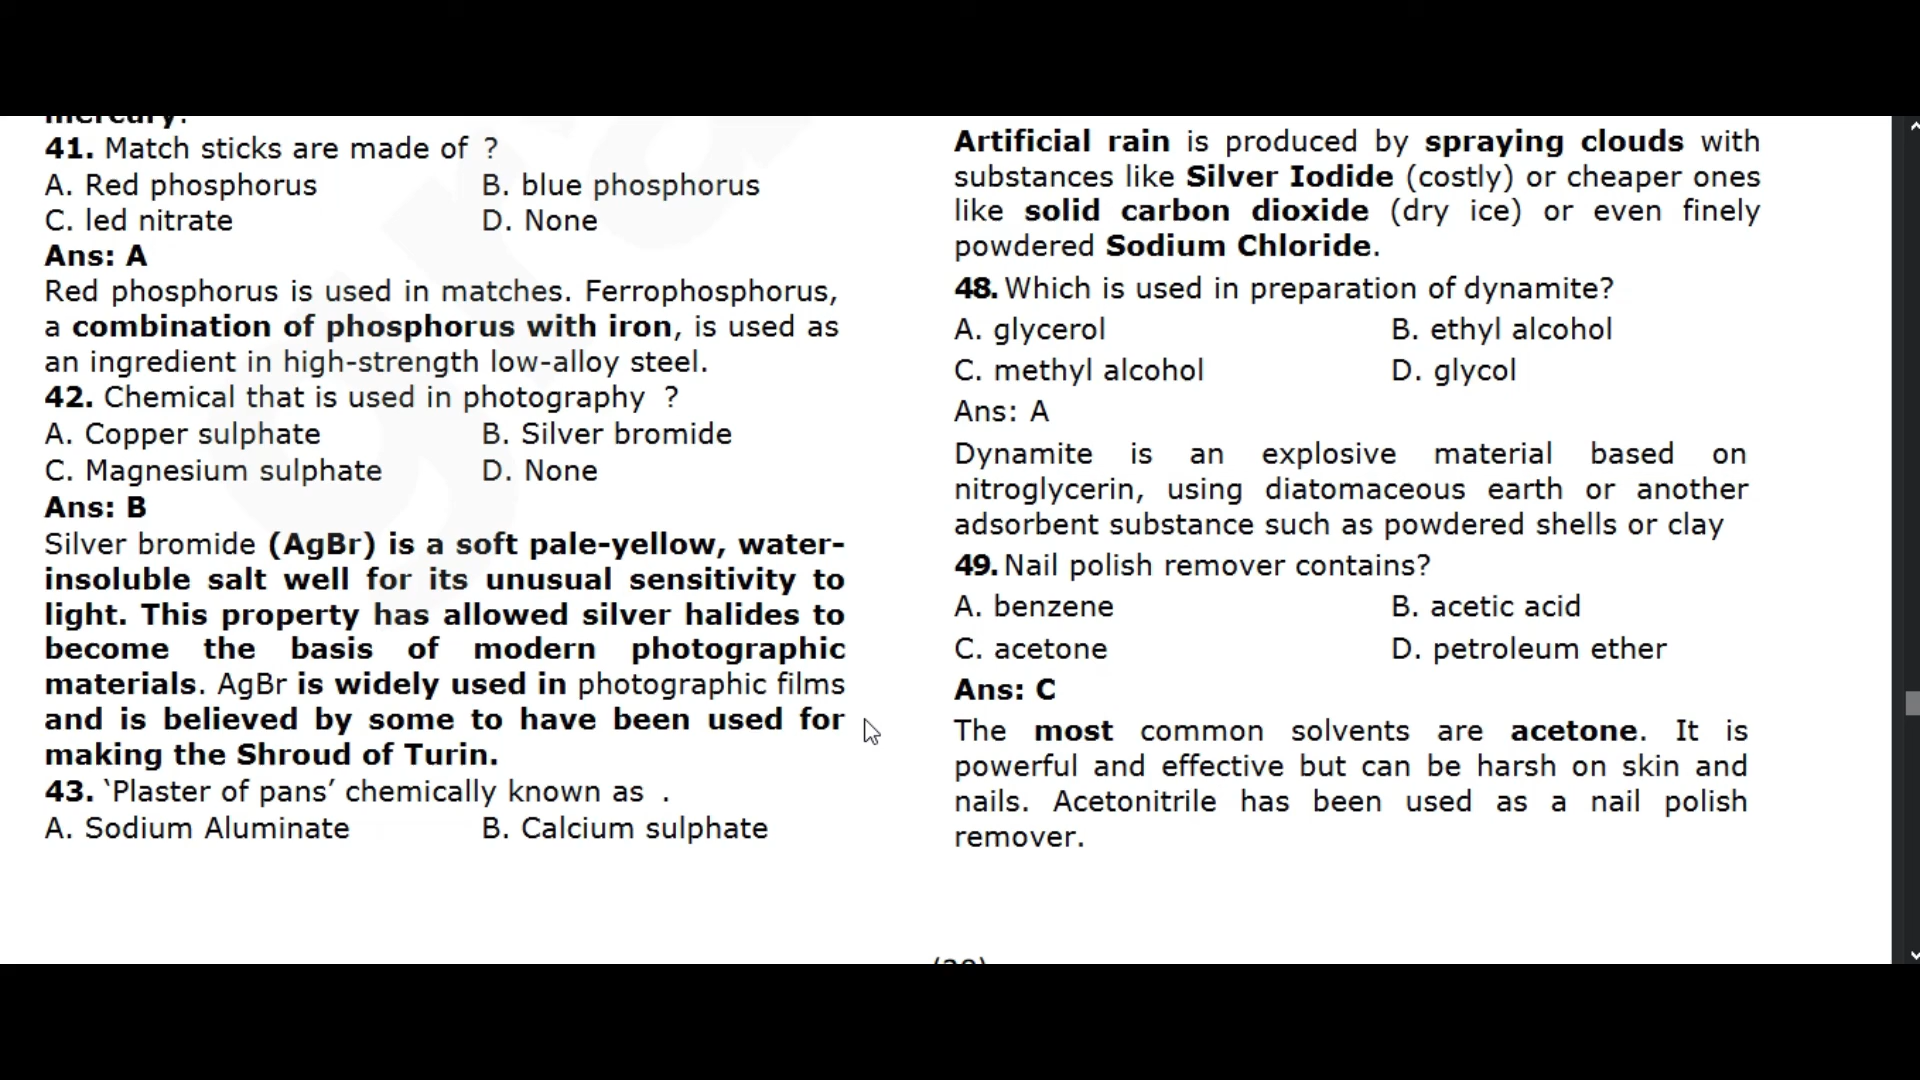 mercury.
41. Match sticks are made of ?
A. Red phosphorus B. blue phosphorus
C. led nitrate D. None
Ans: A
Red phosphorus is used in matches. Ferrophosphorus,
a combination of phosphorus with iron, is used as
an ingredient in high-strength low-alloy steel.
42. Chemical that is used in photography ?
A. Copper sulphate B. Silver bromide
C. Magnesium sulphate D. None
Ans: B
Silver bromide (AgBr) is a soft pale-yellow, water-
insoluble salt well for its unusual sensitivity to
light. This property has allowed silver halides to
become the basis of modern photographic
materials. AgBr is widely used in photographic films
and is believed by some to have been used for
making the Shroud of Turin.
43. ‘Plaster of pans’ chemically known as .
A. Sodium Aluminate B. Calcium sulphate
Artificial rain is produced by spraying clouds with
substances like Silver Iodide (costly) or cheaper ones
like solid carbon dioxide (dry ice) or even finely
powdered Sodium Chloride.
48. Which is used in preparation of dynamite?
A. glycerol B. ethyl alcohol
C. methyl alcohol D. glycol
Ans: A
Dynamite is an explosive material based on
nitroglycerin, using diatomaceous earth or another
adsorbent substance such as powdered shells or clay
49. Nail polish remover contains?
A. benzene B. acetic acid
C. acetone D. petroleum ether
Ans: C
The most common solvents are acetone. It is
powerful and effective but can be harsh on skin and
nails. Acetonitrile has been used as a nail polish
remover.